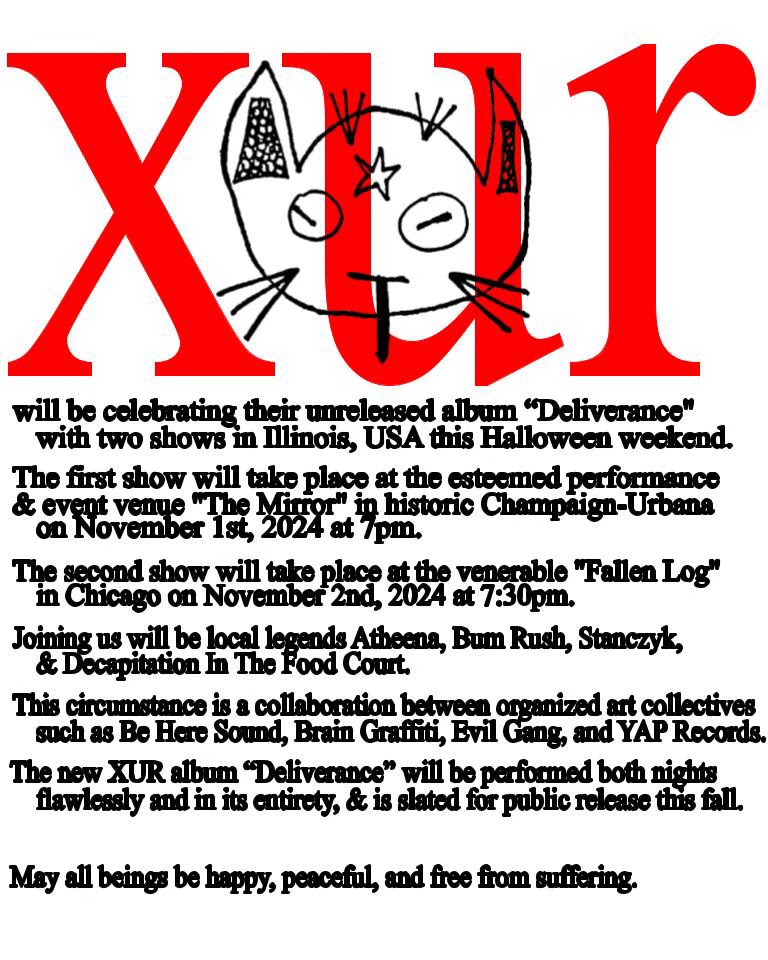 xur
will be celebrating their unreleased album “Deliverance"
with two shows in Illinois, USA this Halloween weekend.
The first show will take place at the esteemed performance
& event venue "The Mirror" in historic Champaign-Urbana
on November 1st, 2024 at 7pm.
The second show will take place at the venerable "Fallen Log"
in Chicago on November 2nd, 2024 at 7:30pm.
Joining us will be local legends Atheena, Bum Rush, Stanczyk,
& Decapitation In The Food Court.
This circumstance is a collaboration between organized art collectives
such as Be Here Sound, Brain Graffiti, Evil Gang, and YAP Records.
The new XUR album “Deliverance” will be performed both nights
flawlessly and in its entirety, & is slated for public release this fall.
May all beings be happy, peaceful, and free from suffering.